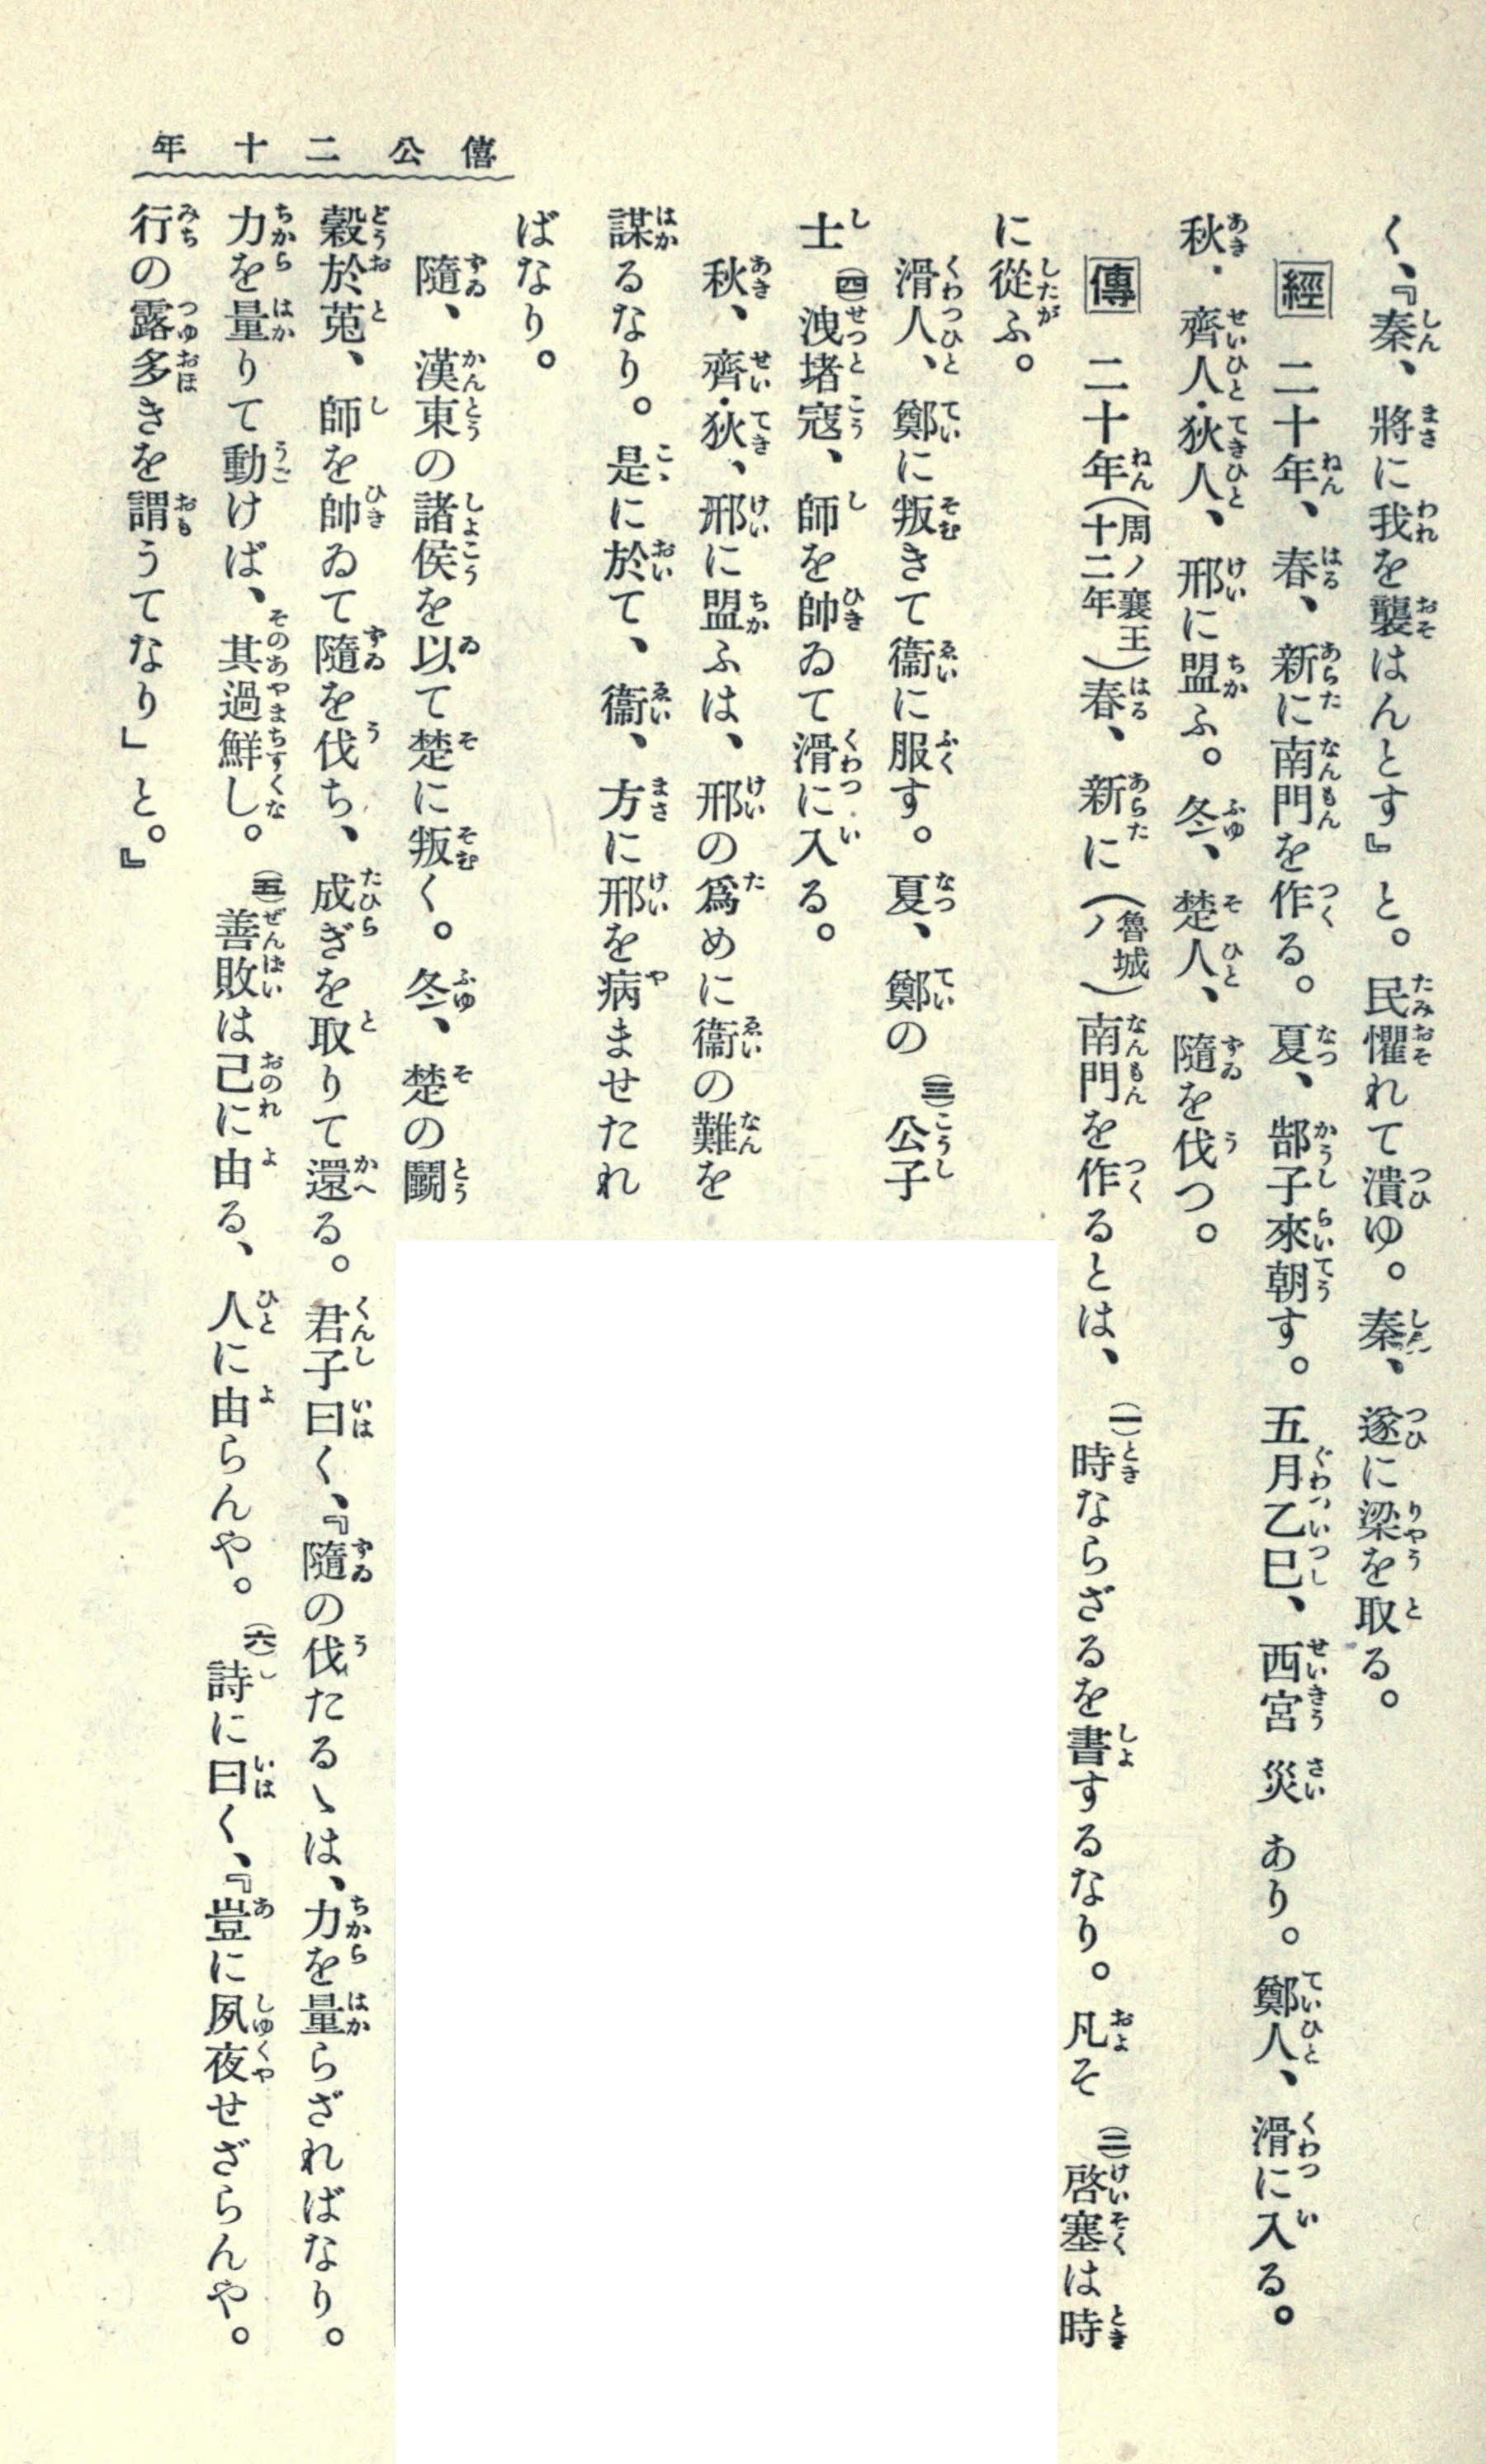 僖公二十年
く、『秦、將に我を襲はんとす』と。民懼れて潰ゆ。秦、遂に梁を取る。
經　二十年、春、新に南門を作る。夏、郜子來朝す。五月乙巳、西宮災あり。鄭人、滑に入る。
秋・齊人・狄人、邢に盟ふ。冬、楚人、隨を伐つ。
傳　二十年（周ノ襄王十二年）春、新に（魯城ノ）南門を作るとは、（一）時ならざるを書するなり。凡そ（二）啓塞は時
に從ふ。
滑人、鄭に叛きて衞に服す。夏、鄭の（三）公子
士（四）洩堵寇、師を帥ゐて滑に入る。
秋、齊・狄、邢に盟ふは、邢の爲めに衞の難を
謀るなり。是に於て、衞、方に邢を病ませたれ
ばなり。
隨、漢東の諸侯を以て楚に叛く。冬、楚の鬭
穀於菟、師を帥ゐて隨を伐ち、成ぎを取りて還る。君子曰く、『隨の伐たるゝは、力を量らざればなり。
力を量りて動けば、其過鮮し。（五）善敗は己に由る、人に由らんや。（六）詩に曰く、『豈に夙夜せざらんや。
行の露多きを謂うてなり」と。』